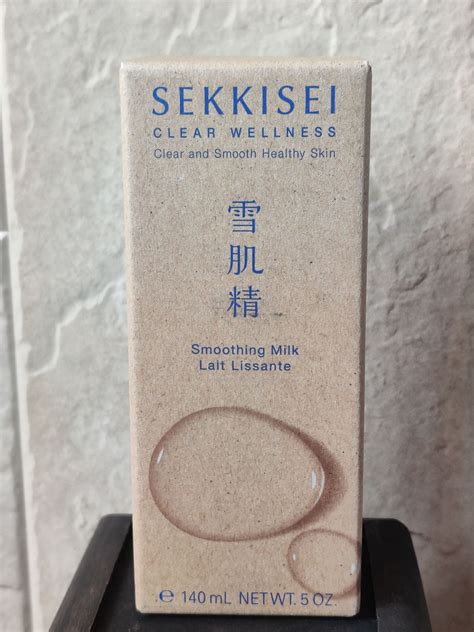 SEKKISEI
CLEAR WELLNESS
Clear and Smooth Healthy Skin
雪
肌
精
Smoothing Milk
Lait Lissante
℮ 140 mL NET WT. 5 OZ.